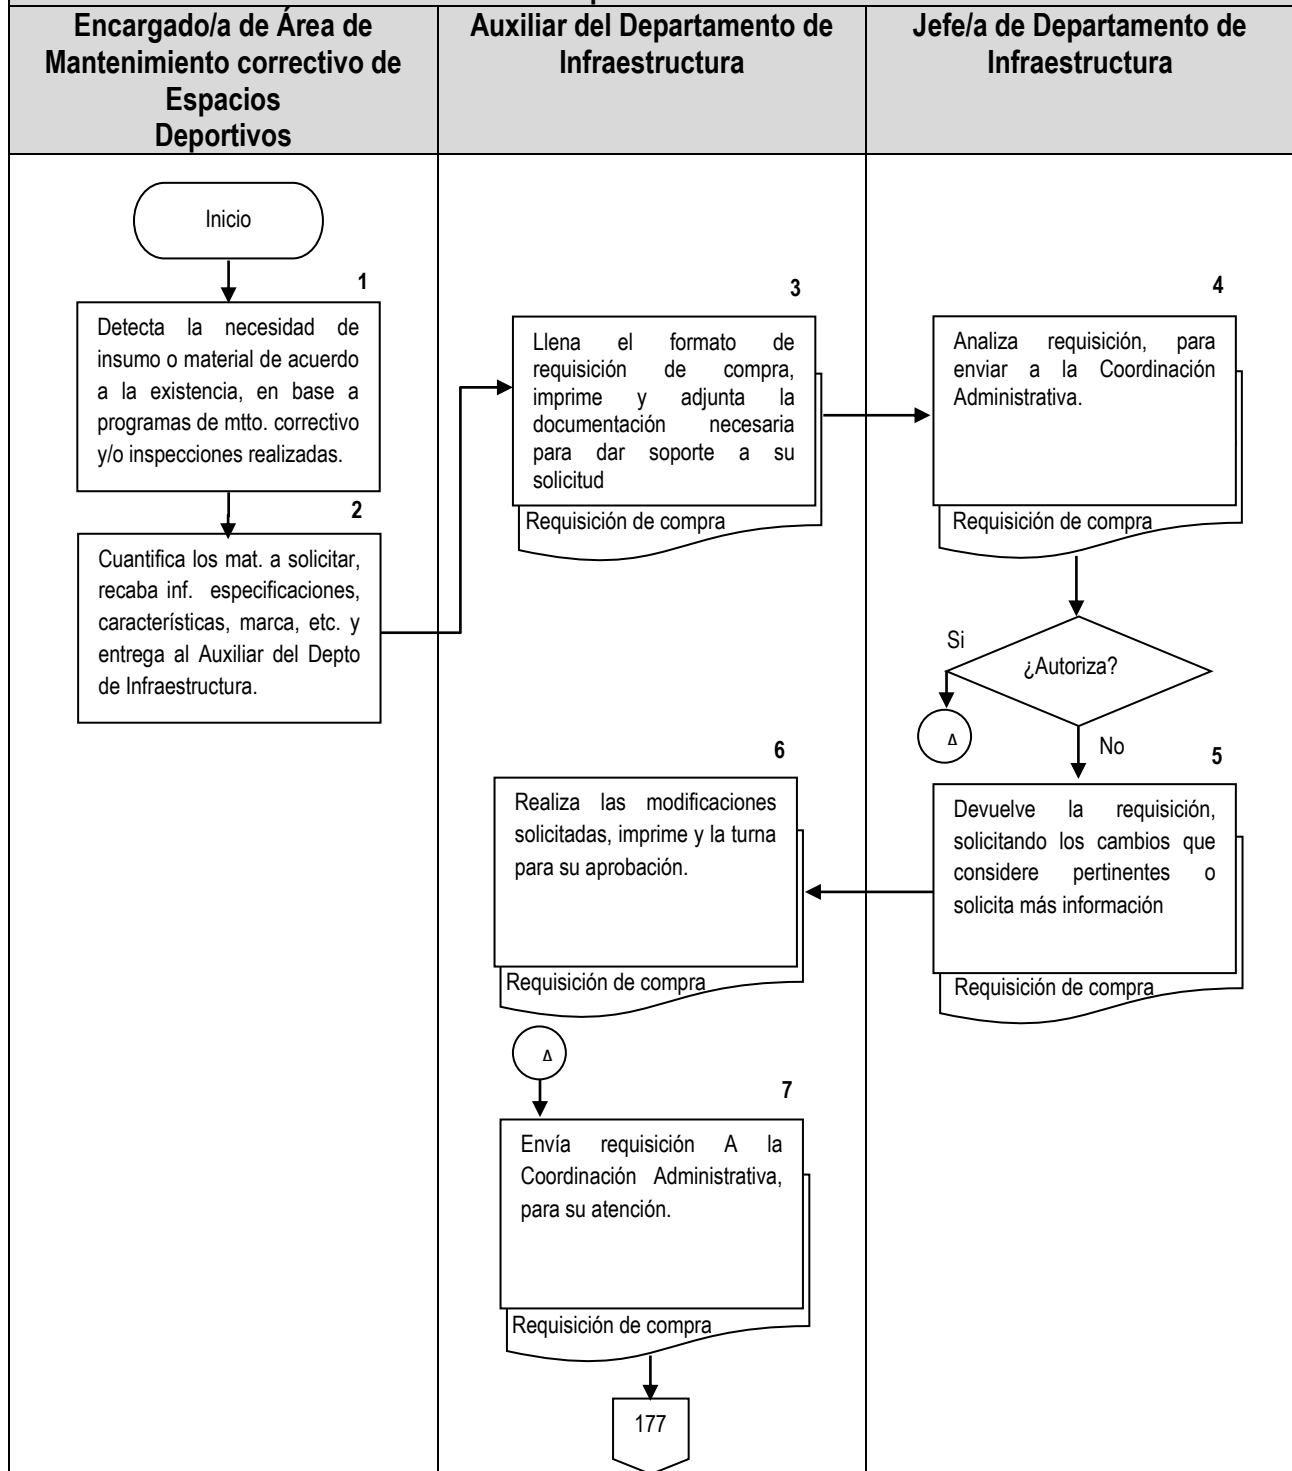 Encargado/a de Área de
Mantenimiento correctivo de
Espacios
Deportivos
Auxiliar del Departamento de
Infraestructura
Jefe/a de Departamento de
Infraestructura
Inicio
1
Detecta la necesidad de
insumo o material de acuerdo
a la existencia, en base a
programas de mtto. correctivo
y/o inspecciones realizadas.
2
Cuantifica los mat. a solicitar,
recaba inf. especificaciones,
características, marca, etc. y
entrega al Auxiliar del Depto
de Infraestructura.
3
Llena el formato de
requisición de compra,
imprime y adjunta la
documentación necesaria
para dar soporte a su
solicitud
Requisición de compra
4
Analiza requisición, para
enviar a la Coordinación
Administrativa.
Requisición de compra
Si
¿Autoriza?
No
5
Devuelve la requisición,
solicitando los cambios que
considere pertinentes o
solicita más información
Requisición de compra
6
Realiza las modificaciones
solicitadas, imprime y la turna
para su aprobación.
Requisición de compra
7
Envía requisición A la
Coordinación Administrativa,
para su atención.
Requisición de compra
177